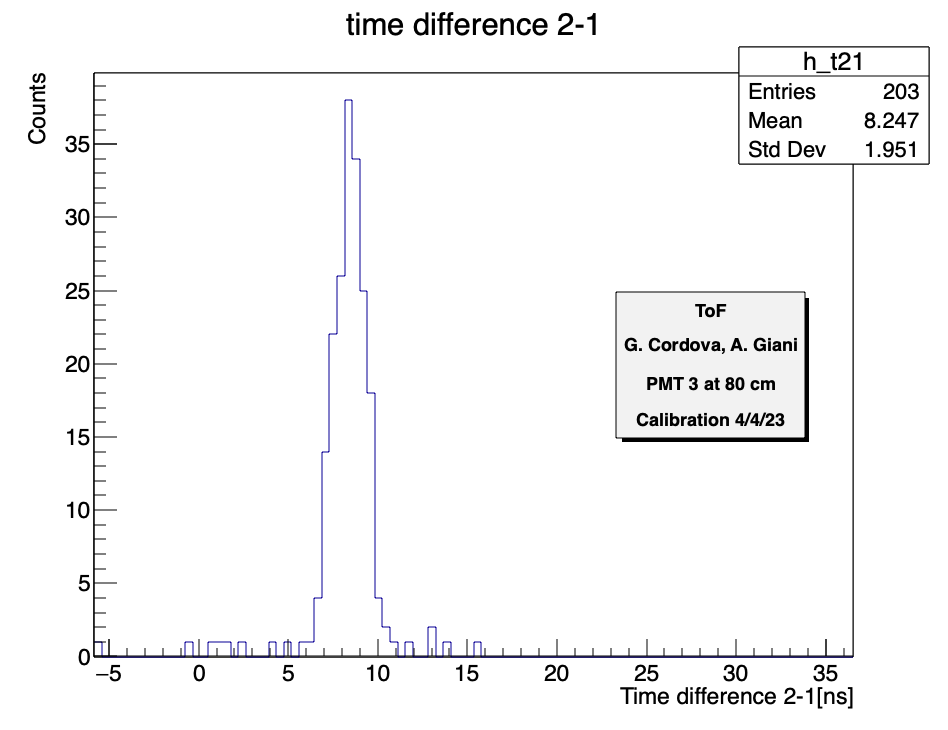 time difference 2-1
h_t21
Entries 203
Mean 8.247
Std Dev 1.951
Counts
35
30
25
20
15
10
5
0
ToF
G. Cordova, A. Giani
PMT 3 at 80 cm
Calibration 4/4/23
−5 0 5 10 15 20 25 30 35
Time difference 2-1[ns]